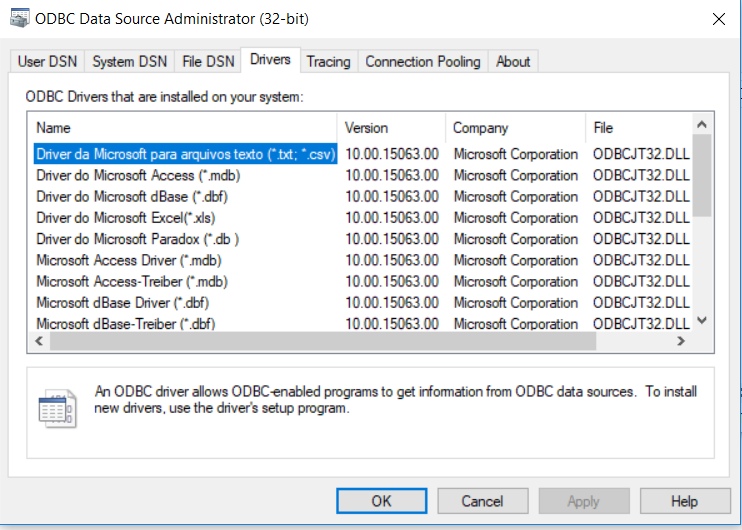 ODBC Data Source Administrator (32-bit)
User DSN System DSN File DSN Drivers Tracing Connection Pooling About
ODBC Drivers that are installed on your system:
Name Version Company File
Driver da Microsoft para arquivos texto (*.txt; *.csv) 10.00.15063.00 Microsoft Corporation ODBCJT32.DLL
Driver do Microsoft Access (*.mdb) 10.00.15063.00 Microsoft Corporation ODBCJT32.DLL
Driver do Microsoft dBase (*.dbf) 10.00.15063.00 Microsoft Corporation ODBCJT32.DLL
Driver do Microsoft Excel(*.xls) 10.00.15063.00 Microsoft Corporation ODBCJT32.DLL
Driver do Microsoft Paradox (*.db ) 10.00.15063.00 Microsoft Corporation ODBCJT32.DLL
Microsoft Access Driver (*.mdb) 10.00.15063.00 Microsoft Corporation ODBCJT32.DLL
Microsoft Access-Treiber (*.mdb) 10.00.15063.00 Microsoft Corporation ODBCJT32.DLL
Microsoft dBase Driver (*.dbf) 10.00.15063.00 Microsoft Corporation ODBCJT32.DLL
Microsoft dBase-Treiber (*.dbf) 10.00.15063.00 Microsoft Corporation ODBCJT32.DLL
An ODBC driver allows ODBC-enabled programs to get information from ODBC data sources. To install
new drivers, use the driver's setup program.
OK Cancel Apply Help